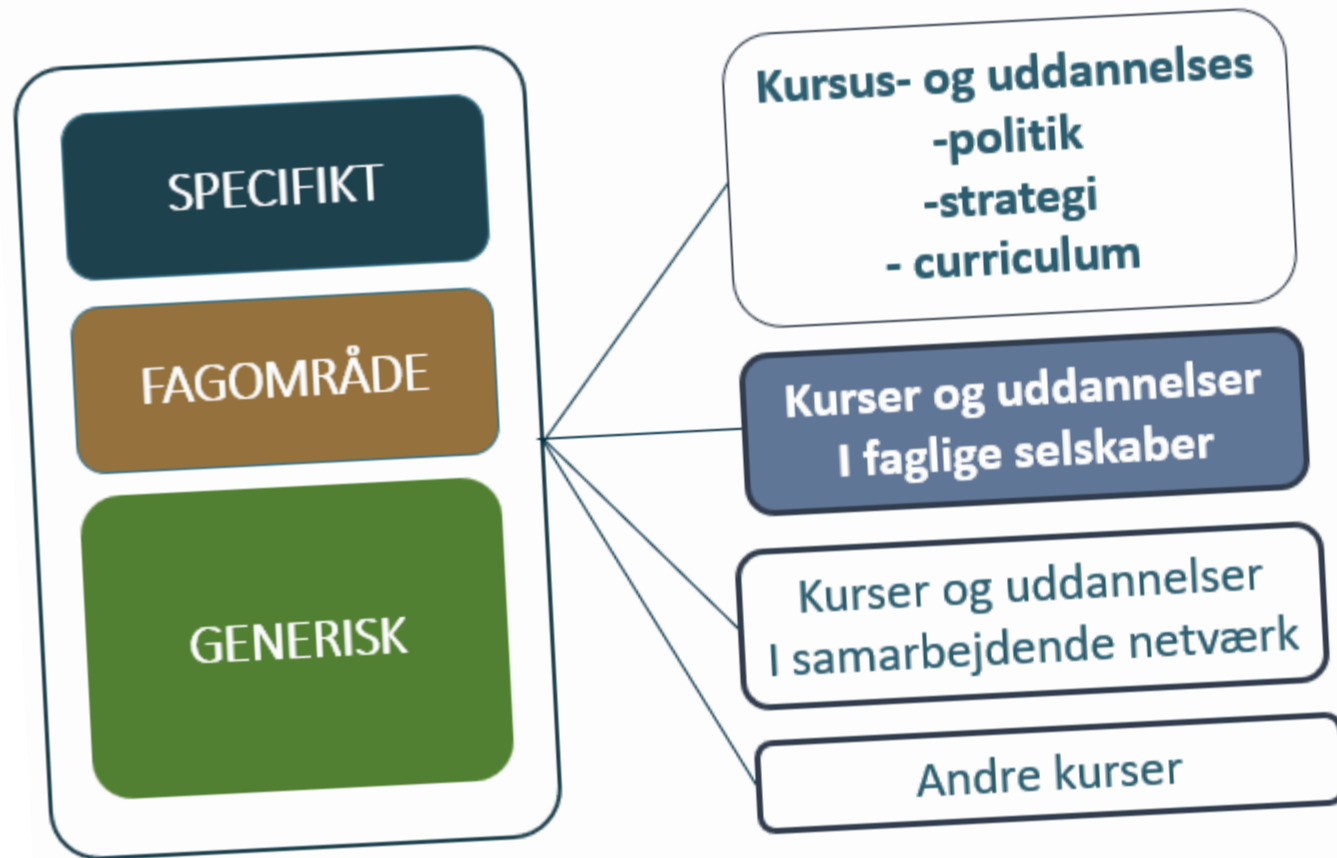 SPECIFIKT
FAGOMRÅDE
GENERISK
Kursus- og uddannelses
-politik
-strategi
- curriculum
Kurser og uddannelser
I faglige selskaber
Kurser og uddannelser
I samarbejdende netværk
Andre kurser